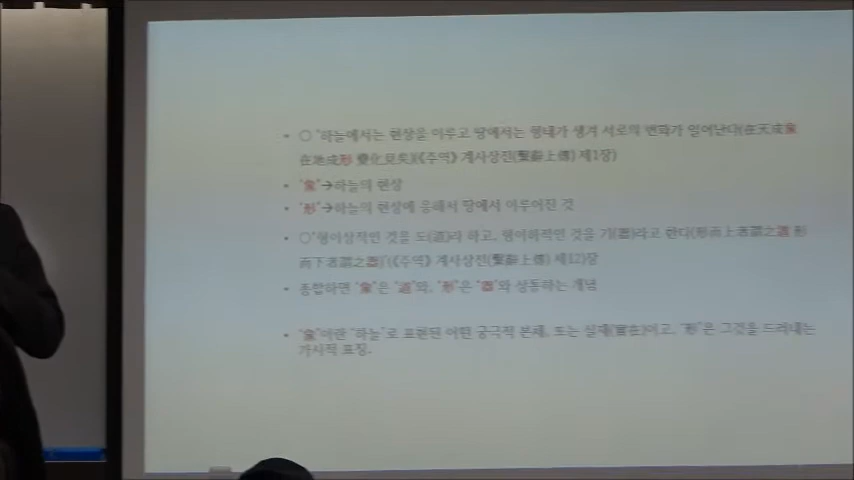 • ○ '하늘에서는 현상을 이루고 땅에서는 형태가 생겨 서로의 변화가 일어난다(在天成象
在地成形 變化見矣)'(《주역》 계사상전(繫辭上傳) 제1장)
• '象'→하늘의 현상
• '形'→하늘의 현상에 응해서 땅에서 이루어진 것
• ○'형이상적인 것을 도(道)라 하고, 형이하적인 것을 기(器)라고 한다(形而上者謂之道 形
而下者謂之器)'(《주역》 계사상전(繫辭上傳) 제12)장
• 종합하면 '象'은 '道'와, '形'은 '器'와 상통하는 개념
• '象'이란 '하늘'로 표현된 어떤 궁극적 본체, 또는 실재(實在)이고, '形'은 그것을 드러내는
가시적 표징.